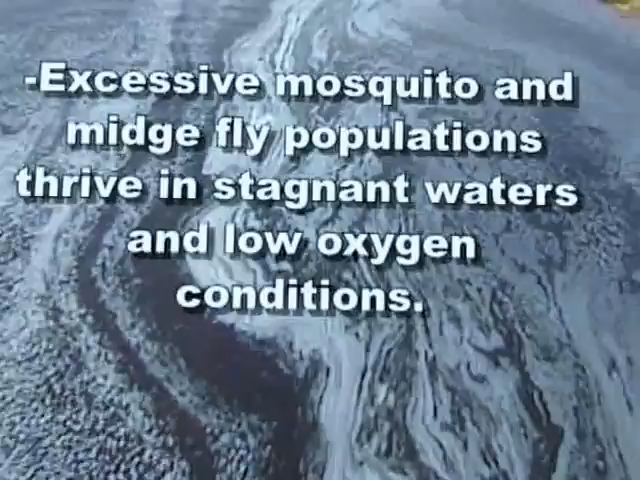 -Excessive mosquito and
midge fly populations
thrive in stagnant waters
and low oxygen
conditions.